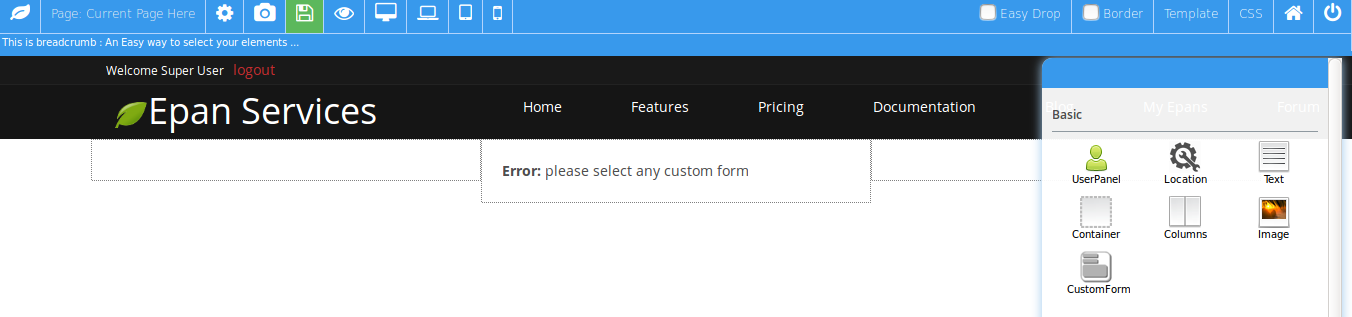 Page: Current Page Here
Easy Drop
Border
Template
CSS
This is breadcrumb : An Easy way to select your elements ...
Welcome Super User logout
Epan Services
Home Features Pricing Documentation Blog My Epans Forum
Basic
Error: please select any custom form
UserPanel Location Text
Container Columns Image
CustomForm